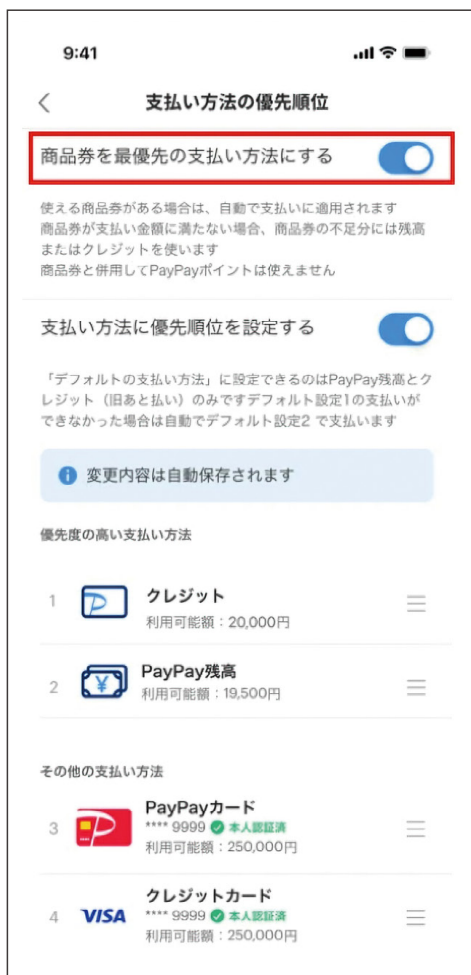 9:41
支払い方法の優先順位
商品券を最優先の支払い方法にする
使える商品券がある場合は、自動で支払いに適用されます
商品券が支払い金額に満たない場合、商品券の不足分には残高
またはクレジットを使います
商品券と併用してPayPayポイントは使えません
支払い方法に優先順位を設定する
「デフォルトの支払い方法」に設定できるのはPayPay残高とク
レジット（旧あと払い）のみですデフォルト設定1の支払いが
できなかった場合は自動でデフォルト設定2 で支払います
変更内容は自動保存されます
優先度の高い支払い方法
1
クレジット
利用可能額：20,000円
2
PayPay残高
利用可能額：19,500円
その他の支払い方法
3
PayPayカード
**** 9999 本人認証済
利用可能額：250,000円
4
VISA
クレジットカード
**** 9999 本人認証済
利用可能額：250,000円